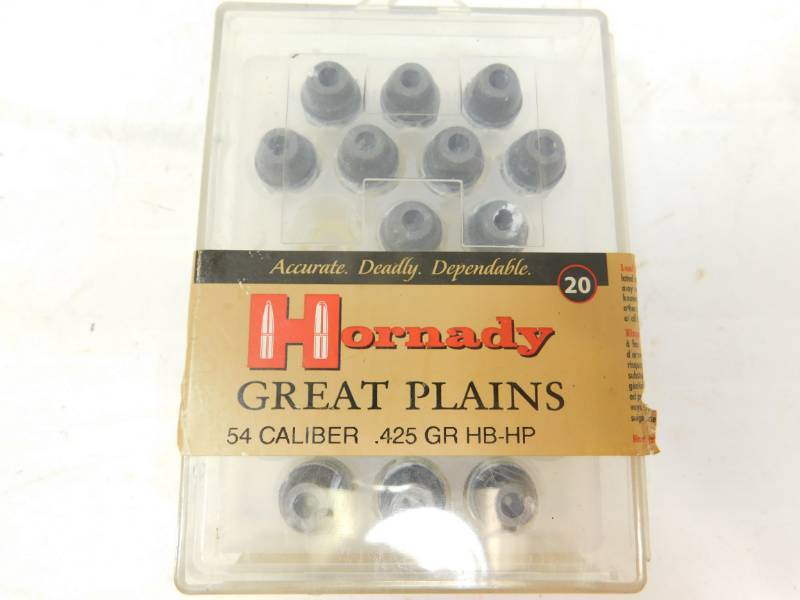 Accurate. Deadly. Dependable.
20
Hornady
GREAT PLAINS
54 CALIBER .425 GR HB-HP